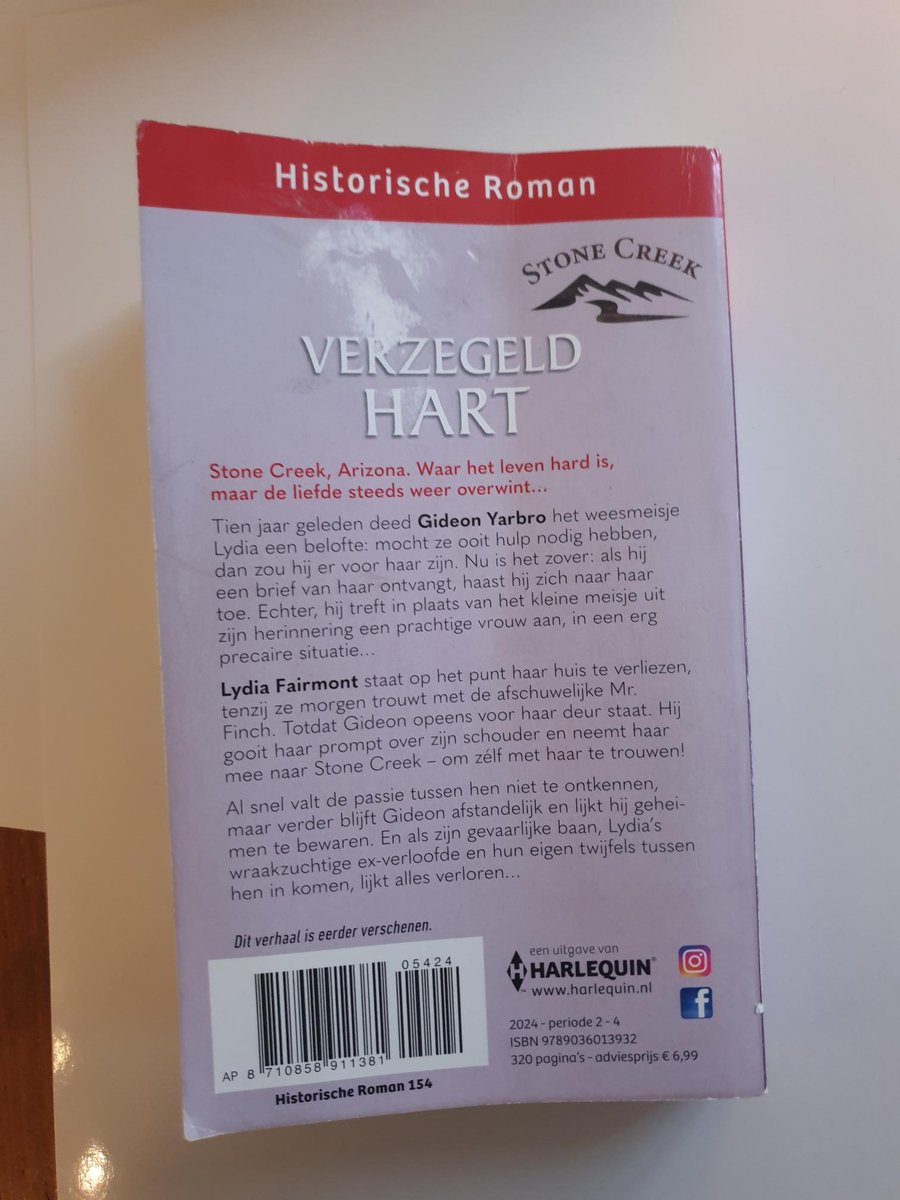 Historische Roman
STONE CREEK
VERZEGELD
HART
Stone Creek, Arizona. Waar het leven hard is,
maar de liefde steeds weer overwint...
Tien jaar geleden deed Gideon Yarbro het weesmeisje
Lydia een belofte: mocht ze ooit hulp nodig hebben,
dan zou hij er voor haar zijn. Nu is het zover: als hij
een brief van haar ontvangt, haast hij zich naar haar
toe. Echter, hij treft in plaats van het kleine meisje uit
zijn herinnering een prachtige vrouw aan, in een erg
precaire situatie...
Lydia Fairmont staat op het punt haar huis te verliezen,
tenzij ze morgen trouwt met de afschuwelijke Mr.
Finch. Totdat Gideon opeens voor haar deur staat. Hij
gooit haar prompt over zijn schouder en neemt haar
mee naar Stone Creek – om zélf met haar te trouwen!
Al snel valt de passie tussen hen niet te ontkennen,
maar verder blijft Gideon afstandelijk en lijkt hij gehei-
men te bewaren. En als zijn gevaarlijke baan, Lydia's
wraakzuchtige ex-verloofde en hun eigen twijfels tussen
hen in komen, lijkt alles verloren...
Dit verhaal is eerder verschenen.
05424
AP 8 710858 911381
Historische Roman 154
een uitgave van
H HARLEQUIN®
™ www.harlequin.nl
2024 - periode 2 - 4
ISBN 9789036013932
320 pagina's - adviesprijs € 6,99